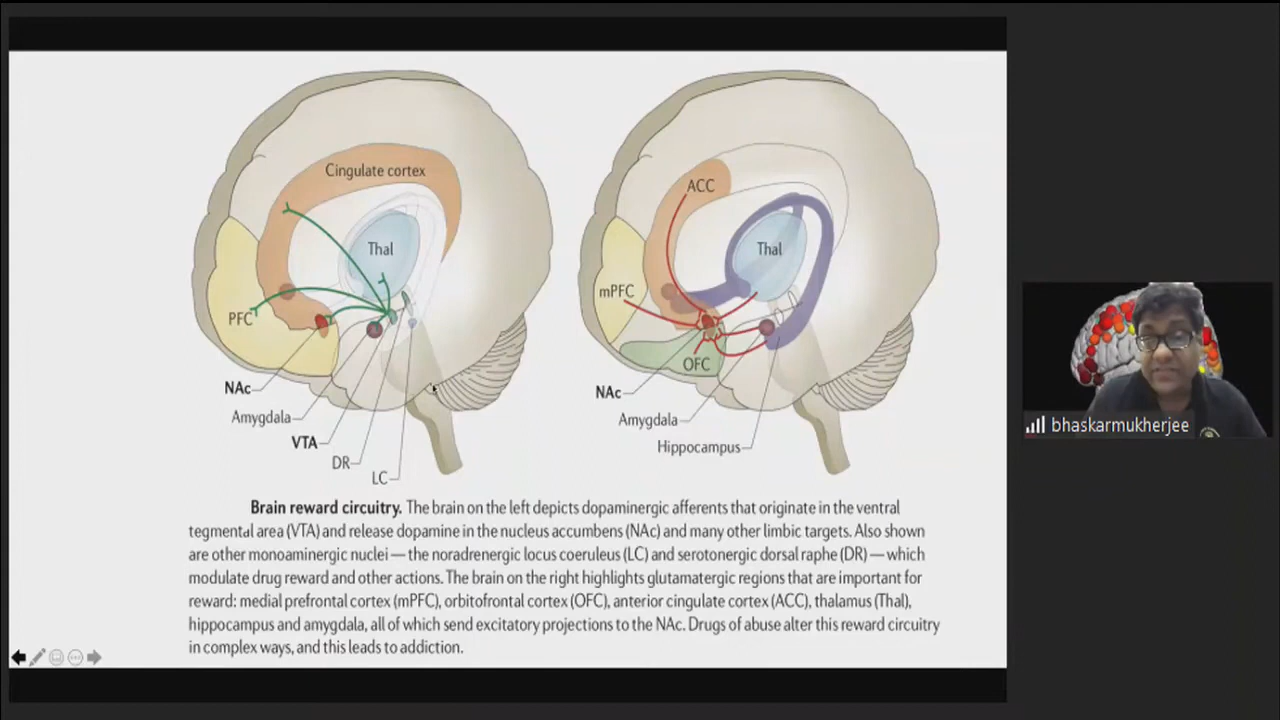 Cingulate cortex
Thal
PFC
NAc
Amygdala
VTA
DR
LC
ACC
Thal
mPFC
OFC
NAc
Amygdala
Hippocampus
Brain reward circuitry. The brain on the left depicts dopaminergic afferents that originate in the ventral
tegmental area (VTA) and release dopamine in the nucleus accumbens (NAc) and many other limbic targets. Also shown
are other monoaminergic nuclei — the noradrenergic locus coeruleus (LC) and serotonergic dorsal raphe (DR) — which
modulate drug reward and other actions. The brain on the right highlights glutamatergic regions that are important for
reward: medial prefrontal cortex (mPFC), orbitofrontal cortex (OFC), anterior cingulate cortex (ACC), thalamus (Thal),
hippocampus and amygdala, all of which send excitatory projections to the NAc. Drugs of abuse alter this reward circuitry
in complex ways, and this leads to addiction.
bhaskarmukherjee